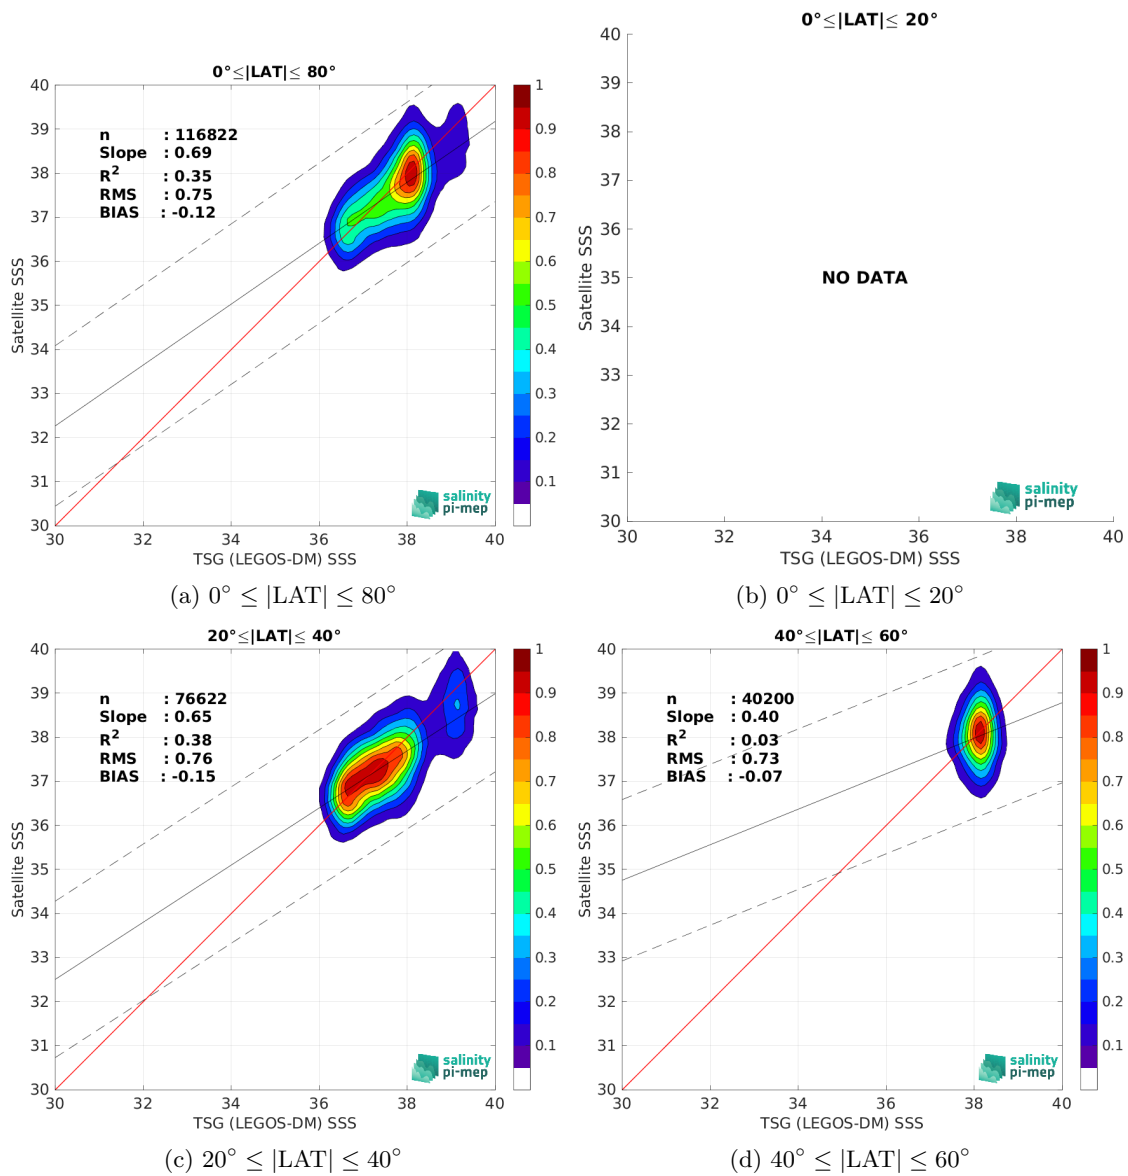 0°≤|LAT|≤ 80°
40
39
38
37
36
35
34
33
32
31
30
Satellite SSS
n : 116822
Slope : 0.69
R2 : 0.35
RMS : 0.75
BIAS : -0.12
salinity
pi-mep
30 32 34 36 38 40
TSG (LEGOS-DM) SSS
1
0.9
0.8
0.7
0.6
0.5
0.4
0.3
0.2
0.1
(a) 0° ≤ |LAT| ≤ 80°
0°≤|LAT|≤ 20°
40
39
38
37
36
35
34
33
32
31
30
Satellite SSS
NO DATA
salinity
pi-mep
30 32 34 36 38 40
TSG (LEGOS-DM) SSS
(b) 0° ≤ |LAT| ≤ 20°
20°≤|LAT|≤ 40°
40
39
38
37
36
35
34
33
32
31
30
Satellite SSS
n : 76622
Slope : 0.65
R2 : 0.38
RMS : 0.76
BIAS : -0.15
salinity
pi-mep
30 32 34 36 38 40
TSG (LEGOS-DM) SSS
1
0.9
0.8
0.7
0.6
0.5
0.4
0.3
0.2
0.1
(c) 20° ≤ |LAT| ≤ 40°
40°≤|LAT|≤ 60°
40
39
38
37
36
35
34
33
32
31
30
Satellite SSS
n : 40200
Slope : 0.40
R2 : 0.03
RMS : 0.73
BIAS : -0.07
salinity
pi-mep
30 32 34 36 38 40
TSG (LEGOS-DM) SSS
1
0.9
0.8
0.7
0.6
0.5
0.4
0.3
0.2
0.1
(d) 40° ≤ |LAT| ≤ 60°